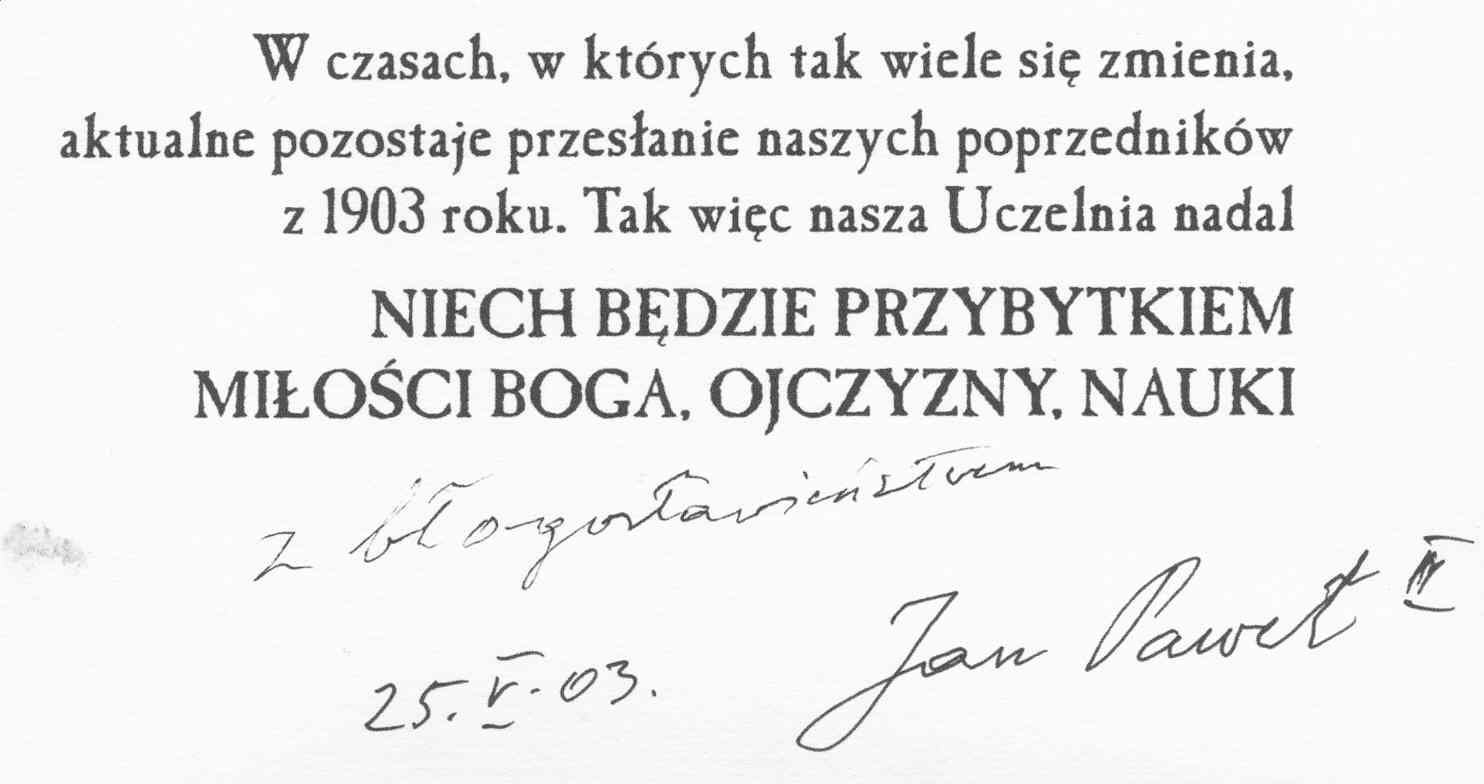 W czasach, w których tak wiele się zmienia,
aktualne pozostaje przesłanie naszych poprzedników
z 1903 roku. Tak więc nasza Uczelnia nadal
NIECH BĘDZIE PRZYBYTKIEM
MIŁOŚCI BOGA, OJCZYZNY, NAUKI
z błogosławieństwem
Jan Paweł II
25.V.03.